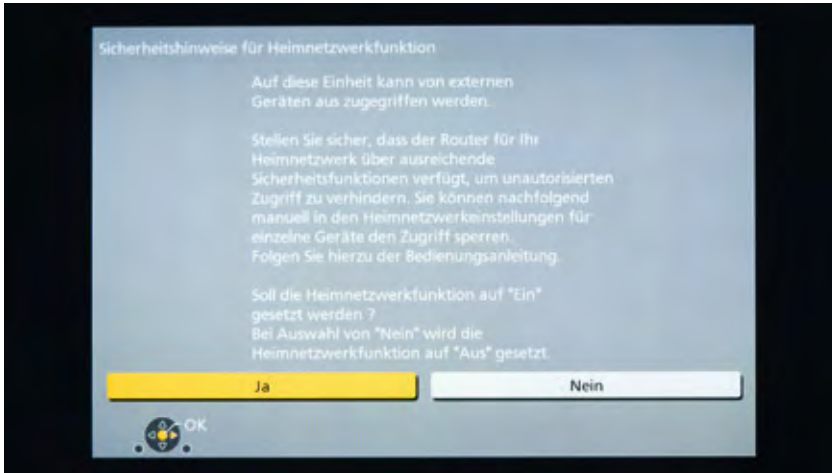 Sicherheitshinweise für Heimnetzwerkfunktion
Auf diese Einheit kann von externen
Geräten aus zugegriffen werden.
Stellen Sie sicher, dass der Router für Ihr
Heimnetzwerk über ausreichende
Sicherheitsfunktionen verfügt, um unautorisierten
Zugriff zu verhindern. Sie können nachfolgend
manuell in den Heimnetzwerkeinstellungen für
einzelne Geräte den Zugriff sperren.
Folgen Sie hierzu der Bedienungsanleitung.
Soll die Heimnetzwerkfunktion auf "Ein"
gesetzt werden ?
Bei Auswahl von "Nein" wird die
Heimnetzwerkfunktion auf "Aus" gesetzt.
Ja Nein
OK